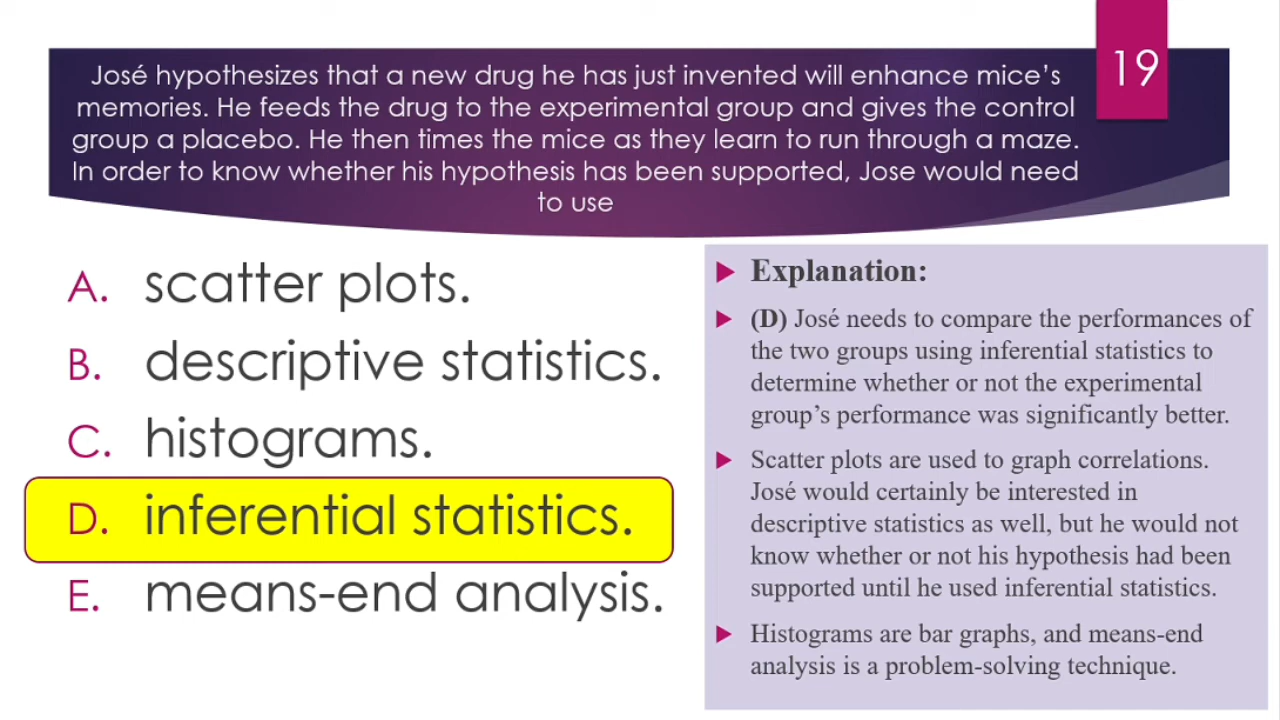 19
José hypothesizes that a new drug he has just invented will enhance mice's
memories. He feeds the drug to the experimental group and gives the control
group a placebo. He then times the mice as they learn to run through a maze.
In order to know whether his hypothesis has been supported, Jose would need
to use
A. scatter plots.
B. descriptive statistics.
C. histograms.
D. inferential statistics.
E. means-end analysis.
Explanation:
(D) José needs to compare the performances of
the two groups using inferential statistics to
determine whether or not the experimental
group's performance was significantly better.
Scatter plots are used to graph correlations.
José would certainly be interested in
descriptive statistics as well, but he would not
know whether or not his hypothesis had been
supported until he used inferential statistics.
Histograms are bar graphs, and means-end
analysis is a problem-solving technique.